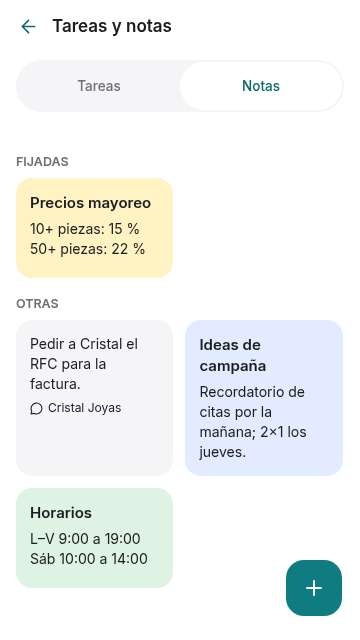 Tareas y notas
Tareas
Notas
FIJADAS
Precios mayoreo
10+ piezas: 15 %
50+ piezas: 22 %
OTRAS
Pedir a Cristal el
RFC para la
factura.
Cristal Joyas
Ideas de
campaña
Recordatorio de
citas por la
mañana; 2×1 los
jueves.
Horarios
L–V 9:00 a 19:00
Sáb 10:00 a 14:00